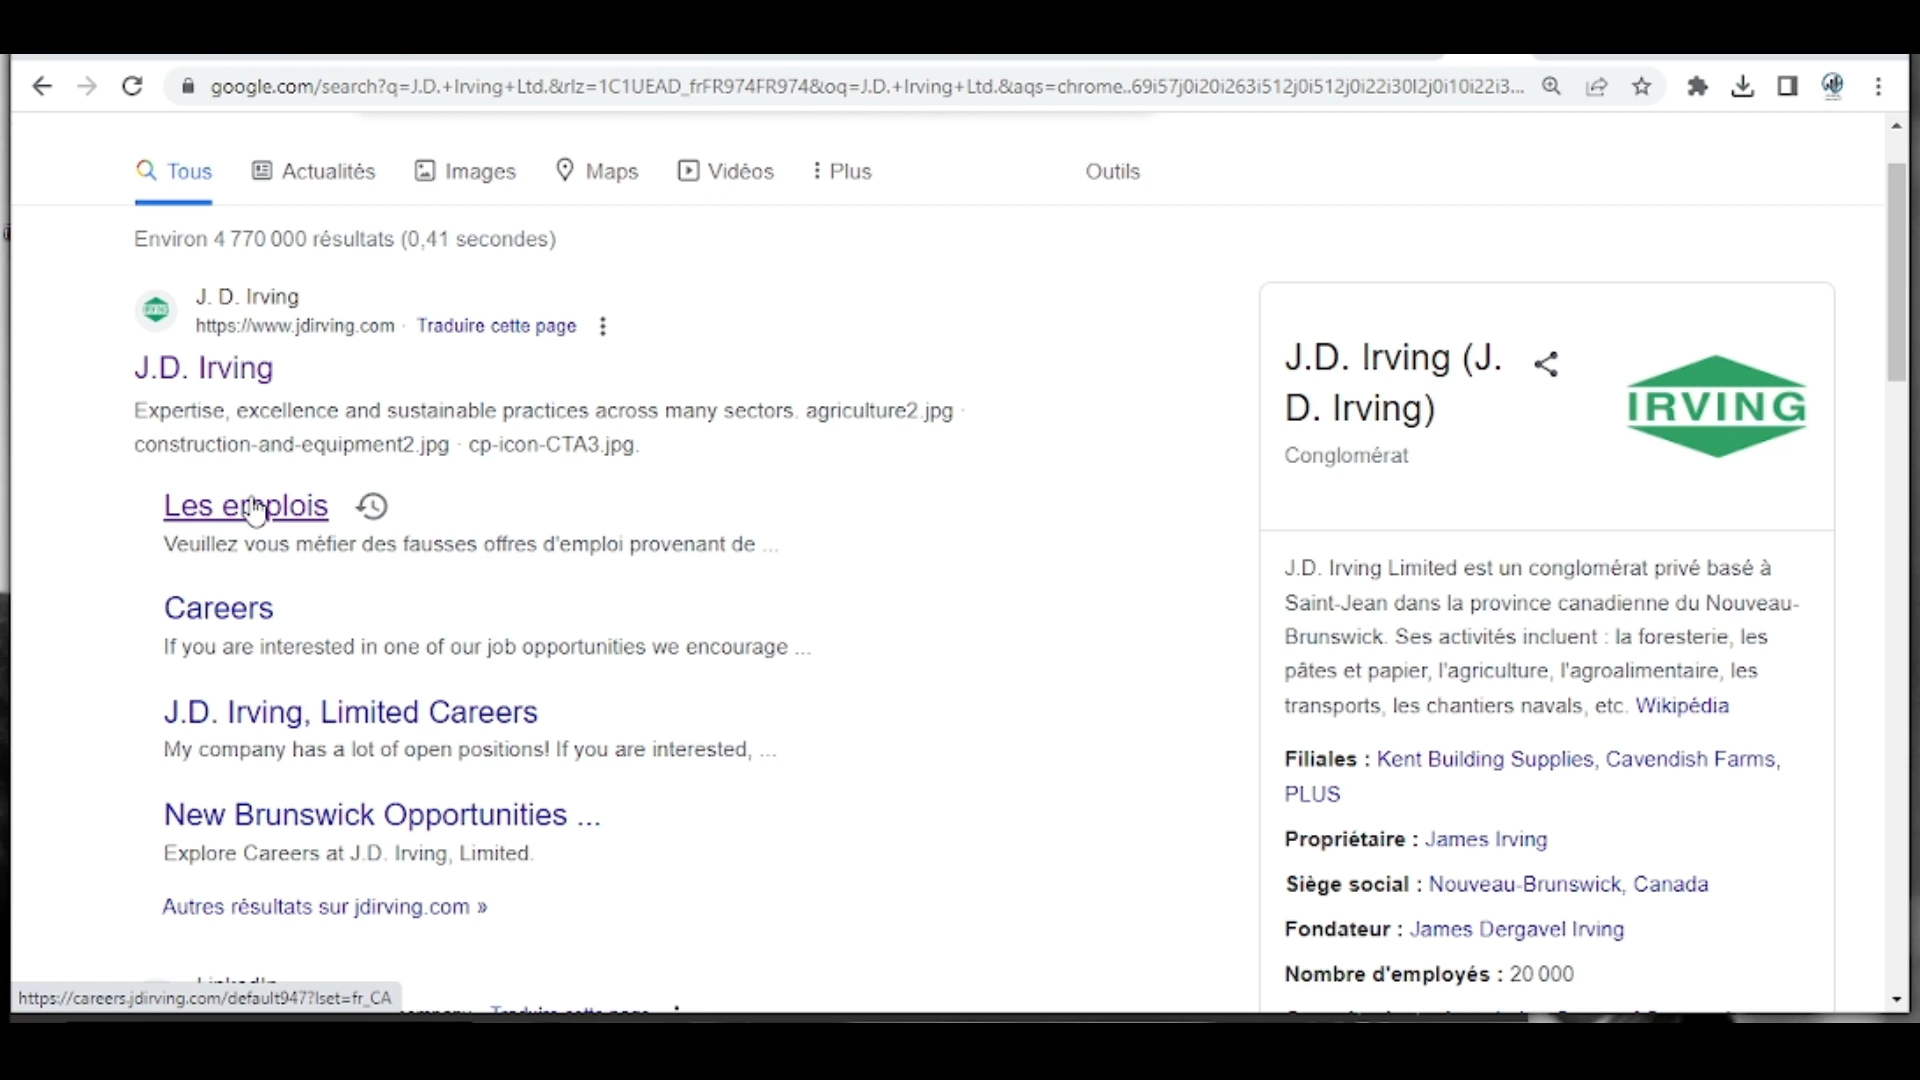 google.com/search?q=J.D.+Irving+Ltd.&rlz=1C1UEAD_frFR974FR974&oq=J.D.+Irving+Ltd.&aqs=chrome..69i57j0i20i263i512j0i512j0i22i30l2j0i10i22i3...
Tous Actualités Images Maps Vidéos Plus Outils
Environ 4 770 000 résultats (0,41 secondes)
J. D. Irving
https://www.jdirving.com · Traduire cette page
J.D. Irving
Expertise, excellence and sustainable practices across many sectors. agriculture2.jpg ·
construction-and-equipment2.jpg · cp-icon-CTA3.jpg.
Les emplois
Veuillez vous méfier des fausses offres d'emploi provenant de ...
Careers
If you are interested in one of our job opportunities we encourage ...
J.D. Irving, Limited Careers
My company has a lot of open positions! If you are interested, ...
New Brunswick Opportunities ...
Explore Careers at J.D. Irving, Limited.
Autres résultats sur jdirving.com »
LinkedIn
Traduire cette page
https://careers.jdirving.com/default947?lset=fr_CA
J.D. Irving (J.
D. Irving)
IRVING
Conglomérat
J.D. Irving Limited est un conglomérat privé basé à
Saint-Jean dans la province canadienne du Nouveau-
Brunswick. Ses activités incluent : la foresterie, les
pâtes et papier, l'agriculture, l'agroalimentaire, les
transports, les chantiers navals, etc. Wikipédia
Filiales : Kent Building Supplies, Cavendish Farms,
PLUS
Propriétaire : James Irving
Siège social : Nouveau-Brunswick, Canada
Fondateur : James Dergavel Irving
Nombre d'employés : 20 000